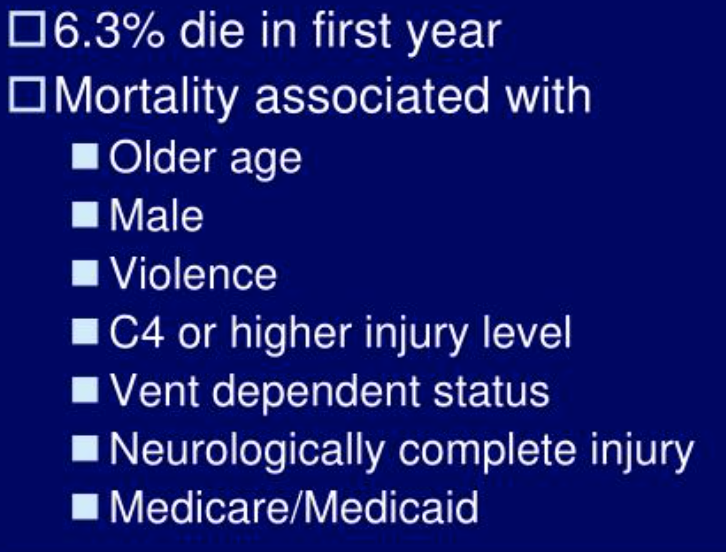 6.3% die in first year
Mortality associated with
Older age
Male
Violence
C4 or higher injury level
Vent dependent status
Neurologically complete injury
Medicare/Medicaid